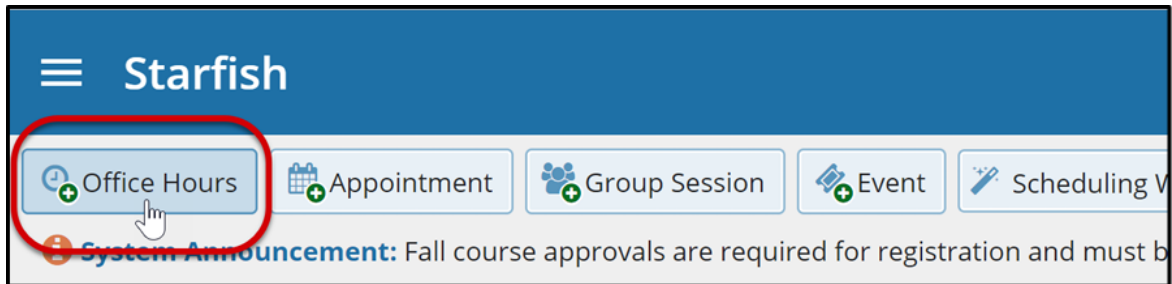 Starfish
Office Hours Appointment Group Session Event Scheduling
System Announcement: Fall course approvals are required for registration and must